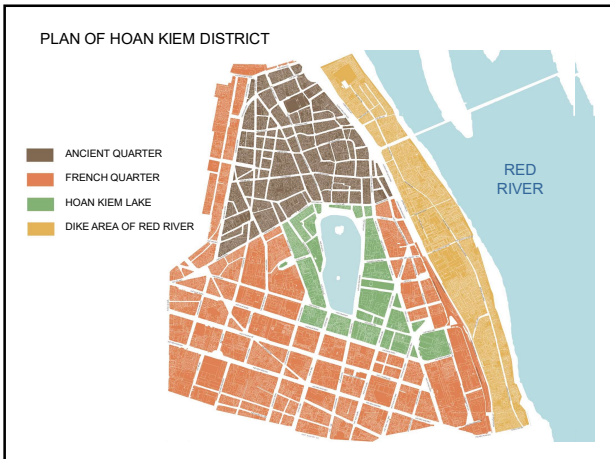 PLAN OF HOAN KIEM DISTRICT
ANCIENT QUARTER
FRENCH QUARTER
HOAN KIEM LAKE
DIKE AREA OF RED RIVER
RED
RIVER